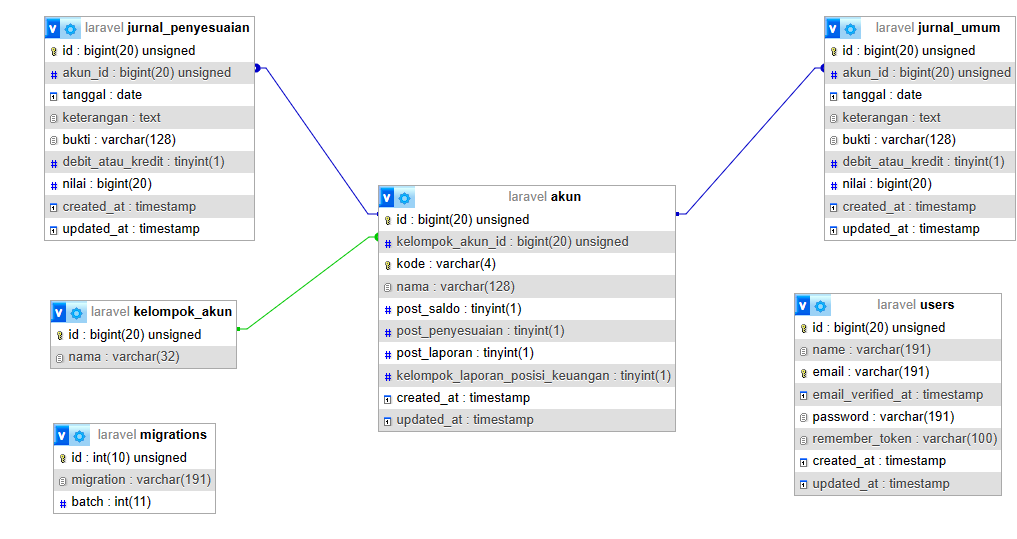 laravel jurnal_penyesuaian
id : bigint(20) unsigned
akun_id : bigint(20) unsigned
tanggal : date
keterangan : text
bukti : varchar(128)
debit_atau_kredit : tinyint(1)
nilai : bigint(20)
created_at : timestamp
updated_at : timestamp
laravel jurnal_umum
id : bigint(20) unsigned
akun_id : bigint(20) unsigned
tanggal : date
keterangan : text
bukti : varchar(128)
debit_atau_kredit : tinyint(1)
nilai : bigint(20)
created_at : timestamp
updated_at : timestamp
laravel akun
id : bigint(20) unsigned
kelompok_akun_id : bigint(20) unsigned
kode : varchar(4)
nama : varchar(128)
post_saldo : tinyint(1)
post_penyesuaian : tinyint(1)
post_laporan : tinyint(1)
kelompok_laporan_posisi_keuangan : tinyint(1)
created_at : timestamp
updated_at : timestamp
laravel kelompok_akun
id : bigint(20) unsigned
nama : varchar(32)
laravel users
id : bigint(20) unsigned
name : varchar(191)
email : varchar(191)
email_verified_at : timestamp
password : varchar(191)
remember_token : varchar(100)
created_at : timestamp
updated_at : timestamp
laravel migrations
id : int(10) unsigned
migration : varchar(191)
batch : int(11)